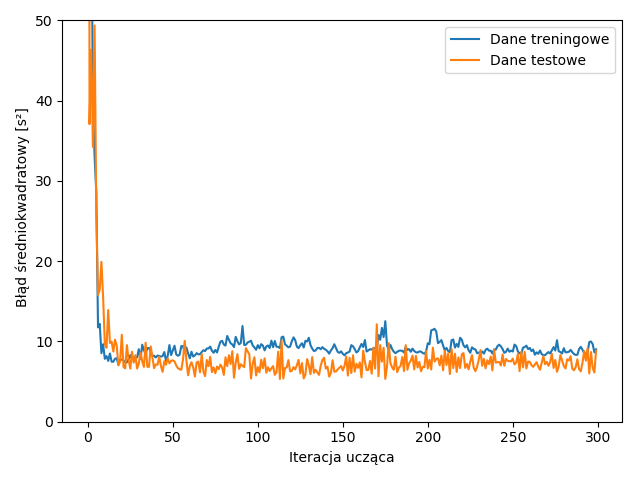 50
40
30
20
10
0
Błąd średniokwadratowy [s²]
Dane treningowe
Dane testowe
0 50 100 150 200 250 300
Iteracja ucząca